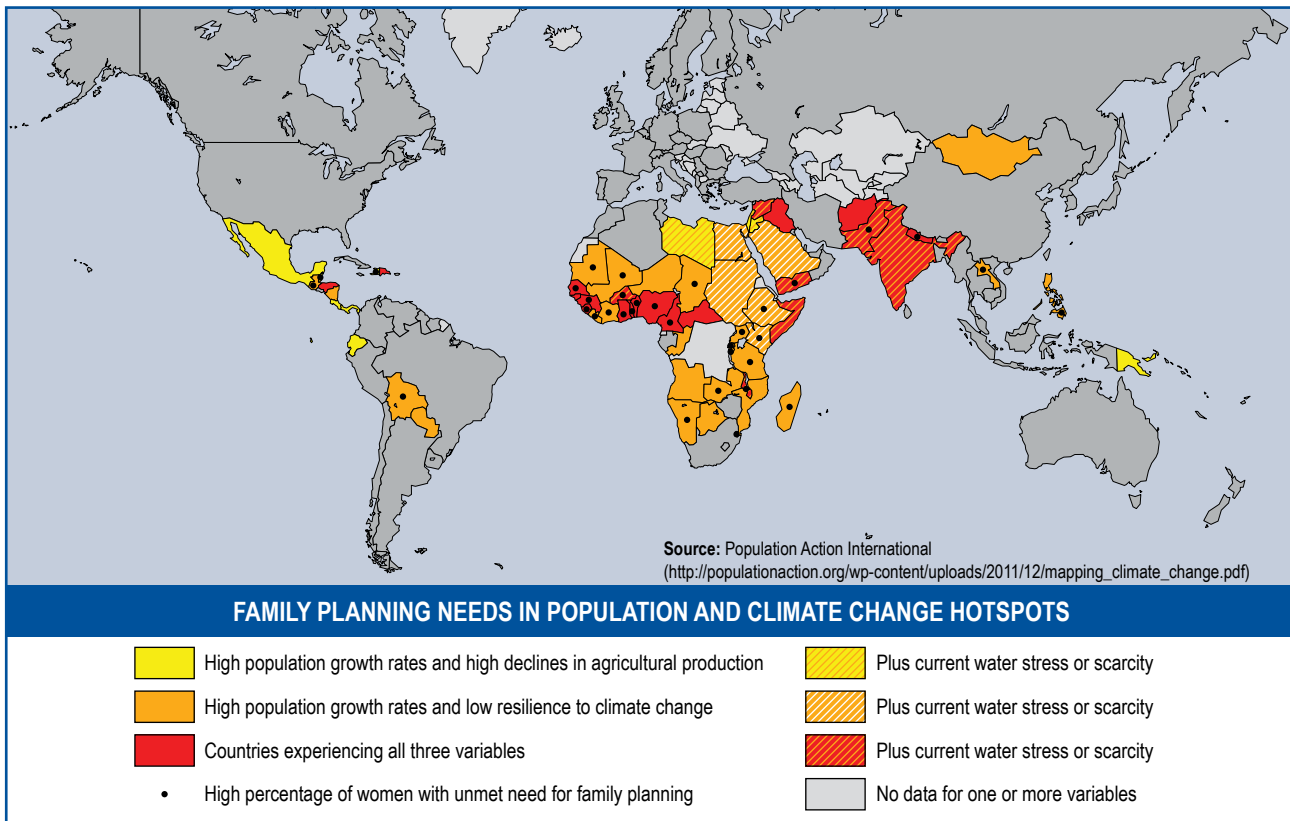 Source: Population Action International
(http://populationaction.org/wp-content/uploads/2011/12/mapping_climate_change.pdf)
FAMILY PLANNING NEEDS IN POPULATION AND CLIMATE CHANGE HOTSPOTS
High population growth rates and high declines in agricultural production
High population growth rates and low resilience to climate change
Countries experiencing all three variables
High percentage of women with unmet need for family planning
Plus current water stress or scarcity
Plus current water stress or scarcity
Plus current water stress or scarcity
No data for one or more variables